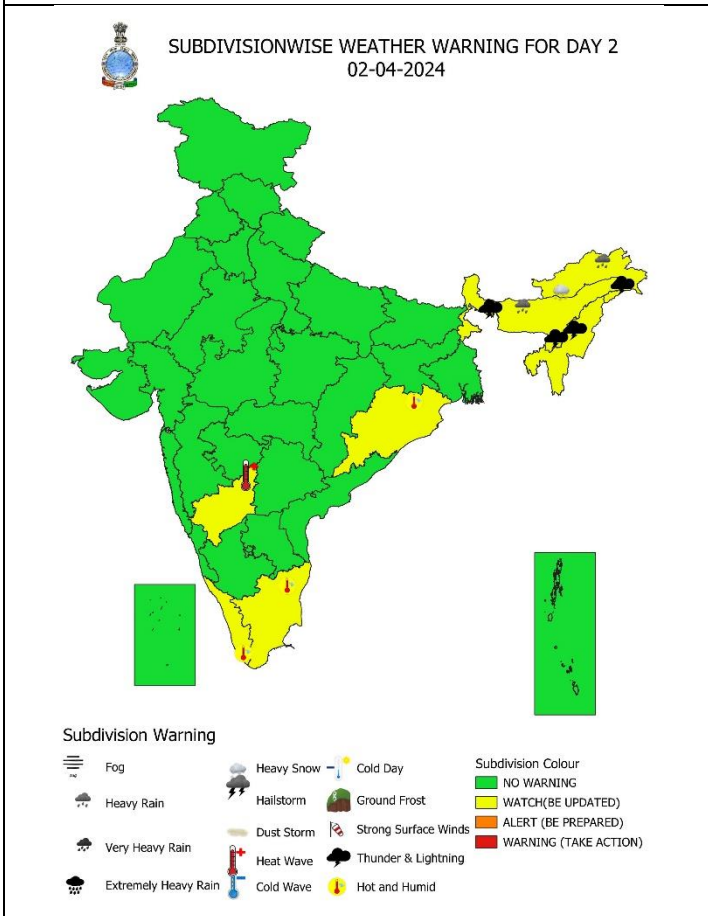 SUBDIVISIONWISE WEATHER WARNING FOR DAY 2
02-04-2024
Subdivision Warning
Fog
Heavy Rain
Very Heavy Rain
Extremely Heavy Rain
Heavy Snow
Hailstorm
Dust Storm
Heat Wave
Cold Wave
Cold Day
Ground Frost
Strong Surface Winds
Thunder & Lightning
Hot and Humid
Subdivision Colour
NO WARNING
WATCH(BE UPDATED)
ALERT (BE PREPARED)
WARNING (TAKE ACTION)